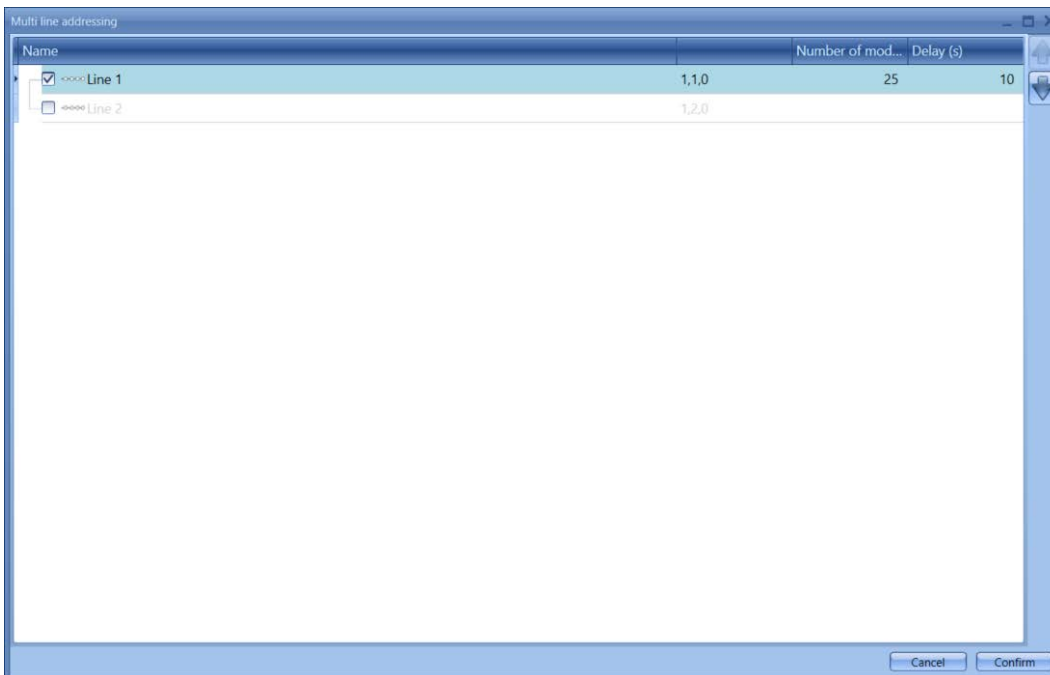 Multi line addressing
Name Number of mod... Delay (s)
Line 1 1,1,0 25 10
Line 2 1,2,0
Cancel Confirm